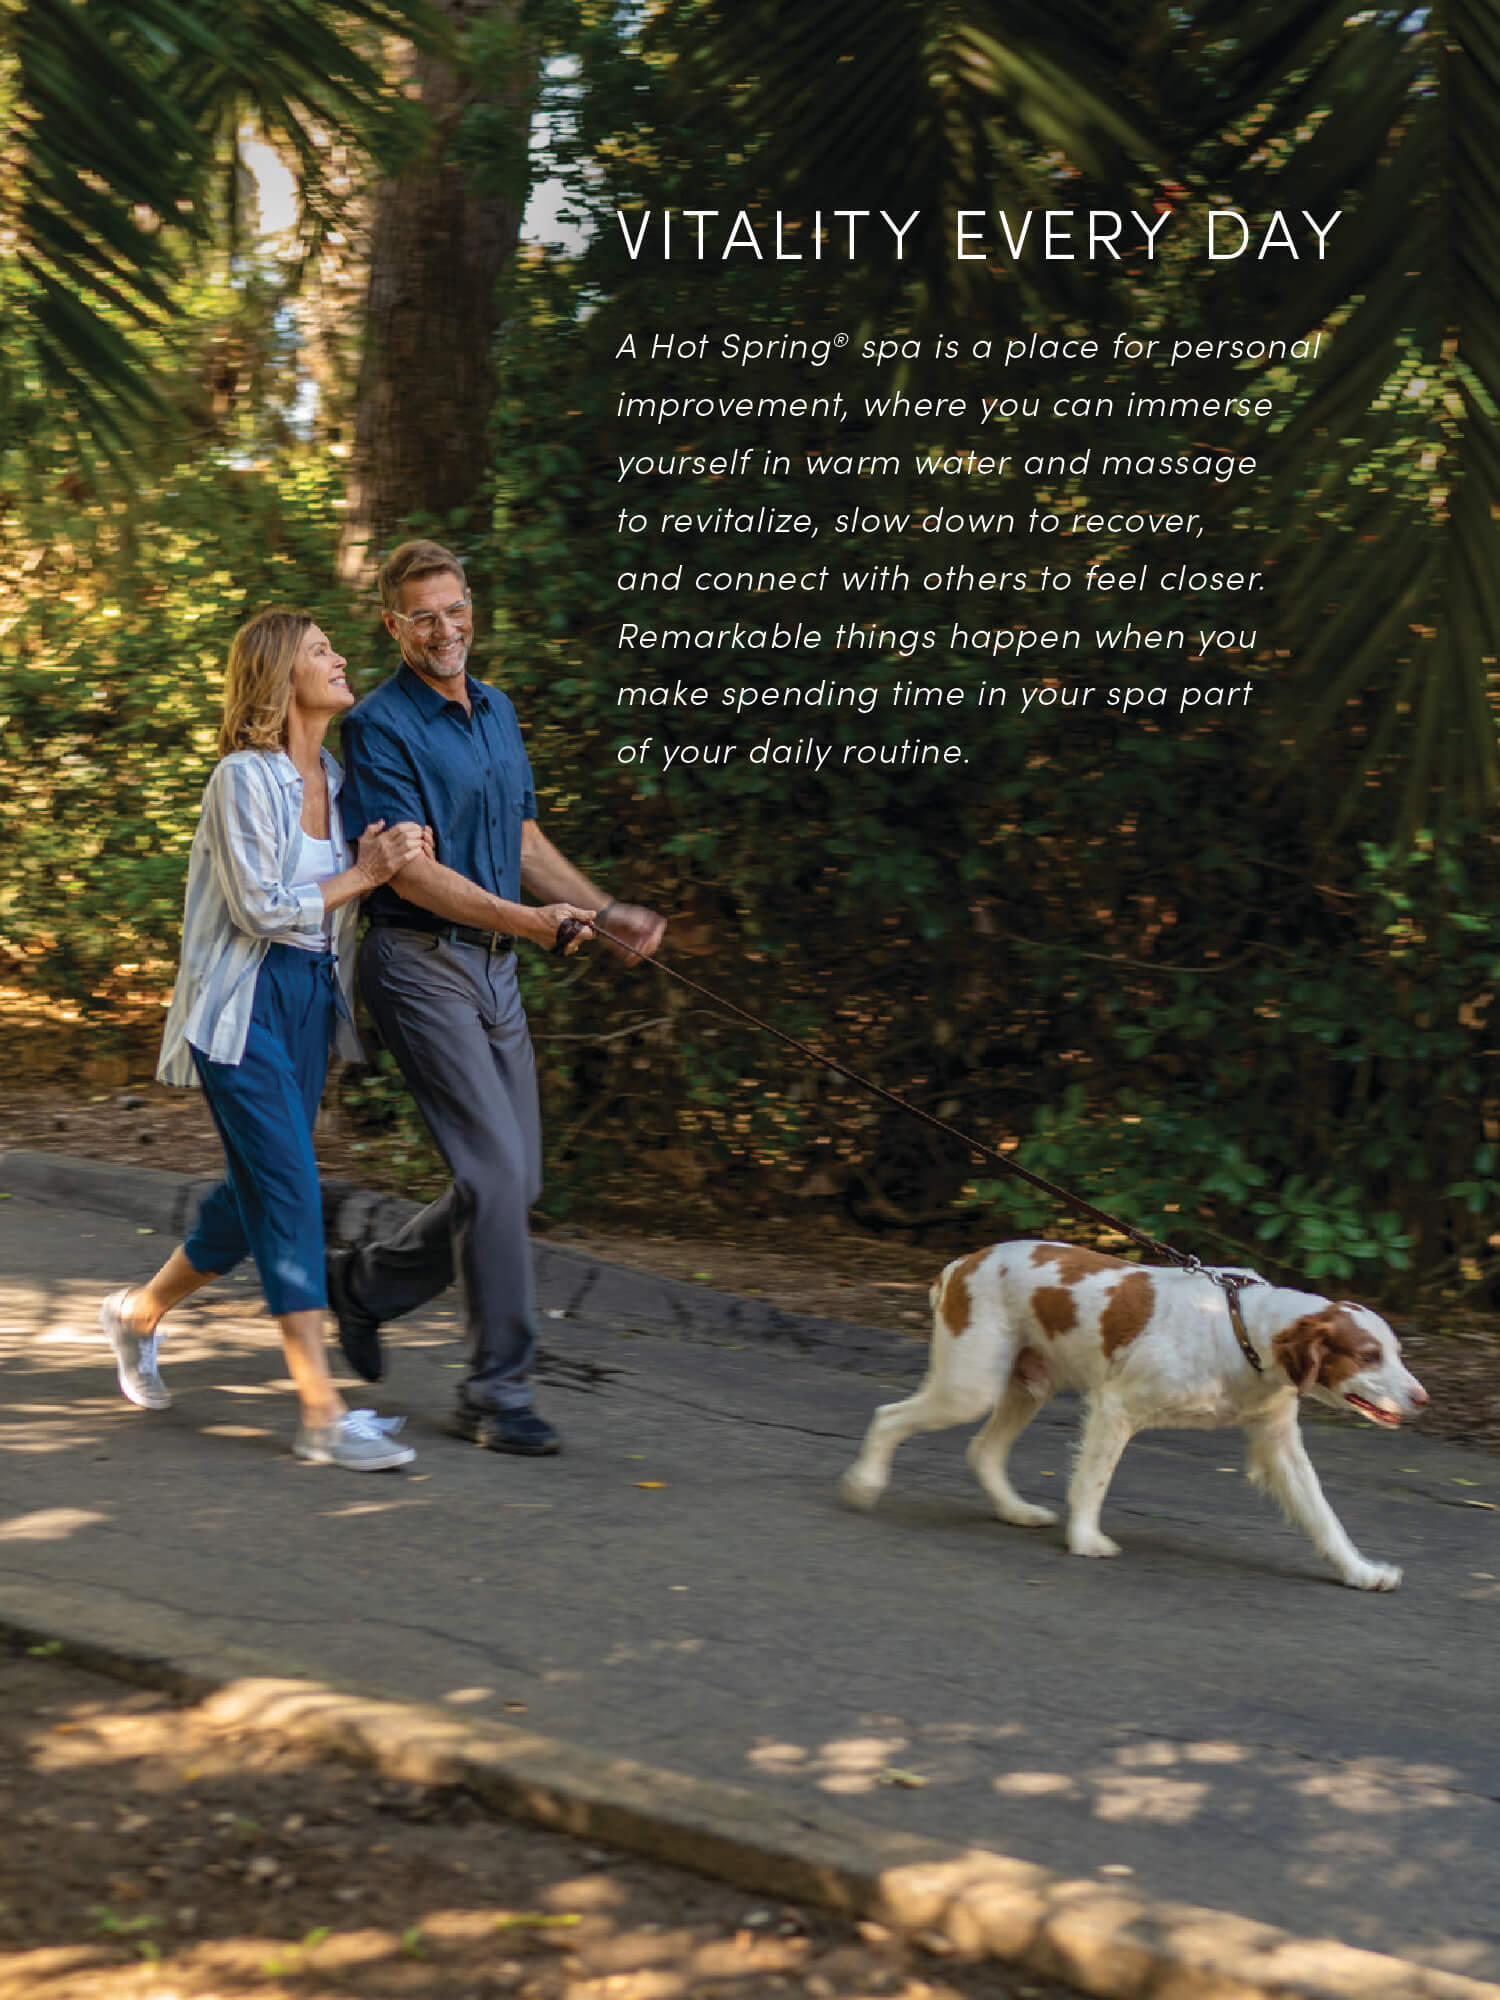 VITALITY EVERY DAY
A Hot Spring® spa is a place for personal
improvement, where you can immerse
yourself in warm water and massage
to revitalize, slow down to recover,
and connect with others to feel closer.
Remarkable things happen when you
make spending time in your spa part
of your daily routine.